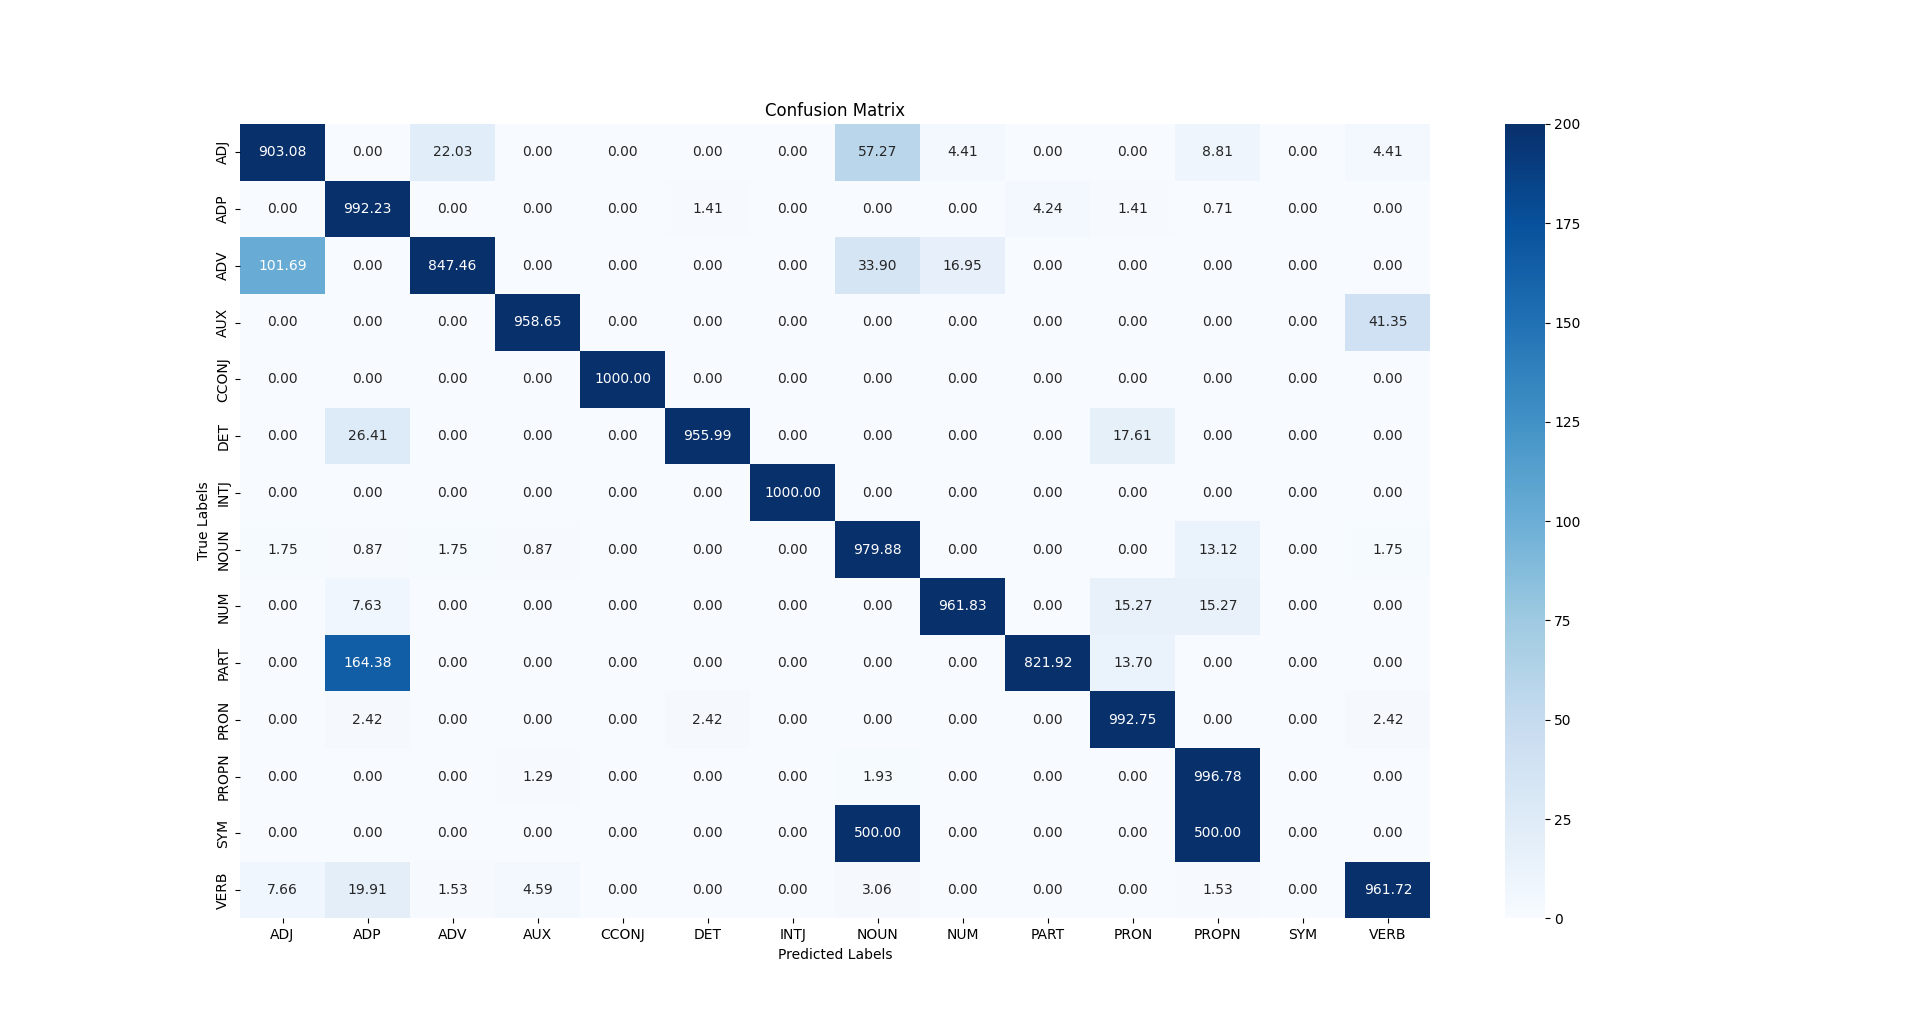 Confusion Matrix
ADJ 903.08 0.00 22.03 0.00 0.00 0.00 0.00 57.27 4.41 0.00 0.00 8.81 0.00 4.41
ADP 0.00 992.23 0.00 0.00 0.00 1.41 0.00 0.00 0.00 4.24 1.41 0.71 0.00 0.00
ADV 101.69 0.00 847.46 0.00 0.00 0.00 0.00 33.90 16.95 0.00 0.00 0.00 0.00 0.00
AUX 0.00 0.00 0.00 958.65 0.00 0.00 0.00 0.00 0.00 0.00 0.00 0.00 0.00 41.35
CCONJ 0.00 0.00 0.00 0.00 1000.00 0.00 0.00 0.00 0.00 0.00 0.00 0.00 0.00 0.00
DET 0.00 26.41 0.00 0.00 0.00 955.99 0.00 0.00 0.00 0.00 17.61 0.00 0.00 0.00
INTJ 0.00 0.00 0.00 0.00 0.00 0.00 1000.00 0.00 0.00 0.00 0.00 0.00 0.00 0.00
NOUN 1.75 0.87 1.75 0.87 0.00 0.00 0.00 979.88 0.00 0.00 0.00 13.12 0.00 1.75
NUM 0.00 7.63 0.00 0.00 0.00 0.00 0.00 0.00 961.83 0.00 15.27 15.27 0.00 0.00
PART 0.00 164.38 0.00 0.00 0.00 0.00 0.00 0.00 0.00 821.92 13.70 0.00 0.00 0.00
PRON 0.00 2.42 0.00 0.00 0.00 2.42 0.00 0.00 0.00 0.00 992.75 0.00 0.00 2.42
PROPN 0.00 0.00 0.00 1.29 0.00 0.00 0.00 1.93 0.00 0.00 0.00 996.78 0.00 0.00
SYM 0.00 0.00 0.00 0.00 0.00 0.00 0.00 500.00 0.00 0.00 0.00 500.00 0.00 0.00
VERB 7.66 19.91 1.53 4.59 0.00 0.00 0.00 3.06 0.00 0.00 0.00 1.53 0.00 961.72
ADJ ADP ADV AUX CCONJ DET INTJ NOUN NUM PART PRON PROPN SYM VERB
Predicted Labels
True Labels
200
175
150
125
100
75
50
25
0